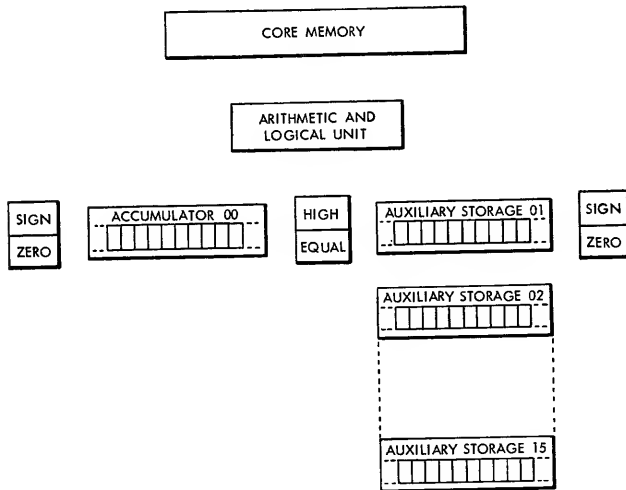 CORE MEMORY
ARITHMETIC AND
LOGICAL UNIT
SIGN
ZERO
ACCUMULATOR 00
HIGH
EQUAL
AUXILIARY STORAGE 01
SIGN
ZERO
AUXILIARY STORAGE 02
AUXILIARY STORAGE 15